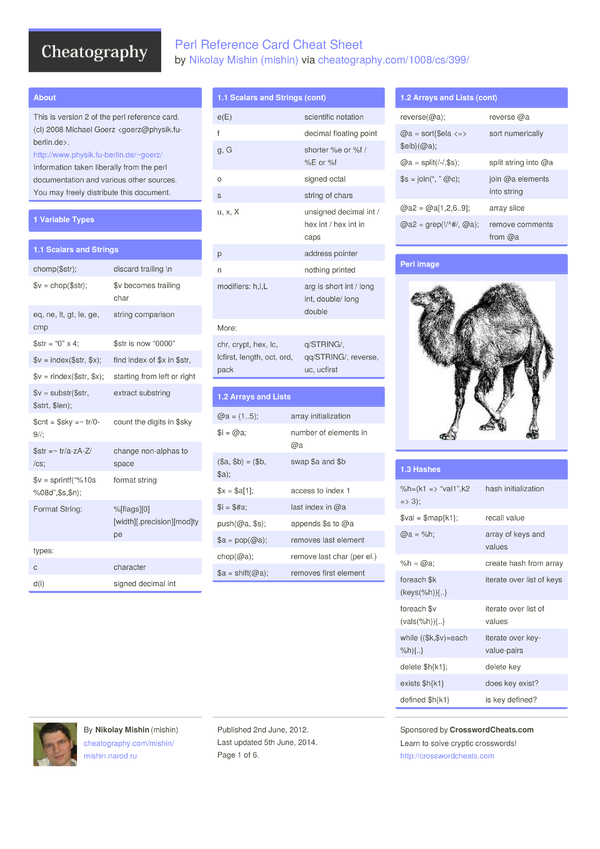 Cheatography
Perl Reference Card Cheat Sheet
by Nikolay Mishin (mishin) via cheatography.com/1008/cs/399/
About
This is version 2 of the perl reference card.
(cl) 2008 Michael Goerz <goerz@physik.fu-
berlin.de>.
http://www.physik.fu-berlin.de/~goerz/
Information taken liberally from the perl
documentation and various other sources.
You may freely distribute this document.
1 Variable Types
1.1 Scalars and Strings
chomp($str); discard trailing \n
$v = chop($str); $v becomes trailing
char
eq, ne, lt, gt, le, ge, string comparison
cmp
$str = “0” x 4; $str is now “0000”
$v = index($str, $x); find index of $x in $str,
$v = rindex($str, $x); starting from left or right
$v = substr($str, extract substring
$strt, $len);
$cnt = $sky =~ tr/0- count the digits in $sky
9//;
$str =~ tr/a-zA-Z/ change non-alphas to
/cs; space
$v = sprintf(“%10s format string
%08d”,$s,$n);
Format String: %[flags][0]
[width][.precision][mod]ty
pe
types:
c character
d(i) signed decimal int
1.1 Scalars and Strings (cont)
e(E) scientific notation
f decimal floating point
g, G shorter %e or %f /
%E or %f
o signed octal
s string of chars
u, x, X unsigned decimal int /
hex int / hex int in
caps
p address pointer
n nothing printed
modifiers: h,l,L arg is short int / long
int, double/ long
double
More:
chr, crypt, hex, lc, q/STRING/,
lcfirst, length, oct, ord, qq/STRING/, reverse,
pack uc, ucfirst
1.2 Arrays and Lists
@a = (1..5); array initialization
$i = @a; number of elements in
@a
($a, $b) = ($b, swap $a and $b
$a);
$x = $a[1]; access to index 1
$i = $#a; last index in @a
push(@a, $s); appends $s to @a
$a = pop(@a); removes last element
chop(@a); remove last char (per el.)
$a = shift(@a); removes first element
1.2 Arrays and Lists (cont)
reverse(@a); reverse @a
@a = sort{$ela <=> sort numerically
$elb}(@a);
@a = split(/-/,$s); split string into @a
$s = join(“, ” @c); join @a elements
into string
@a2 = @a[1,2,6..9]; array slice
@a2 = grep(!/^#/, @a); remove comments
from @a
Perl image
1.3 Hashes
%h=(k1 => “val1”,k2 hash initialization
=> 3);
$val = $map{k1}; recall value
@a = %h; array of keys and
values
%h = @a; create hash from array
foreach $k iterate over list of keys
(keys(%h)){..}
foreach $v iterate over list of
(vals(%h)){..} values
while (($k,$v)=each iterate over key-
%h){..} value-pairs
delete $h{k1}; delete key
exists $h{k1} does key exist?
defined $h{k1} is key defined?
By Nikolay Mishin (mishin)
cheatography.com/mishin/
mishin.narod.ru
Published 2nd June, 2012.
Last updated 5th June, 2014.
Page 1 of 6.
Sponsored by CrosswordCheats.com
Learn to solve cryptic crosswords!
http://crosswordcheats.com